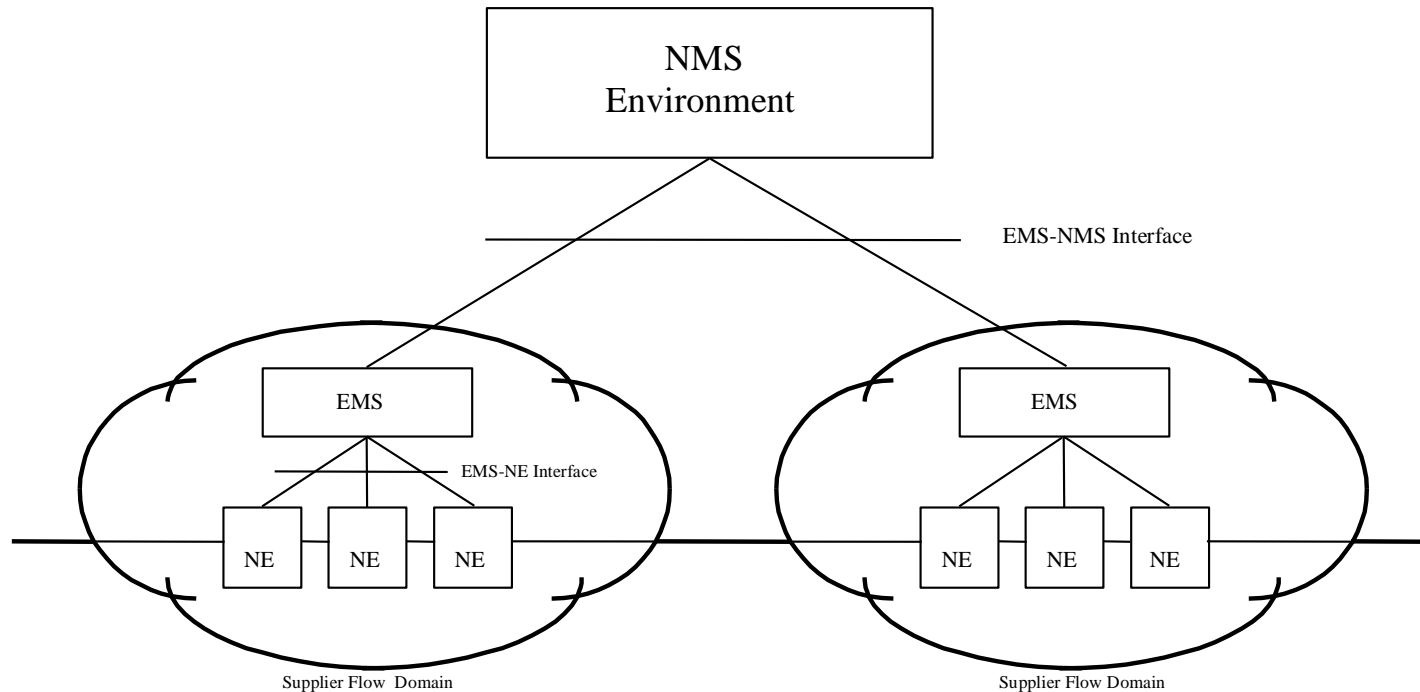 NMS
Environment
EMS-NMS Interface
EMS
EMS
EMS-NE Interface
NE
NE
NE
NE
NE
NE
Supplier Flow Domain
Supplier Flow Domain